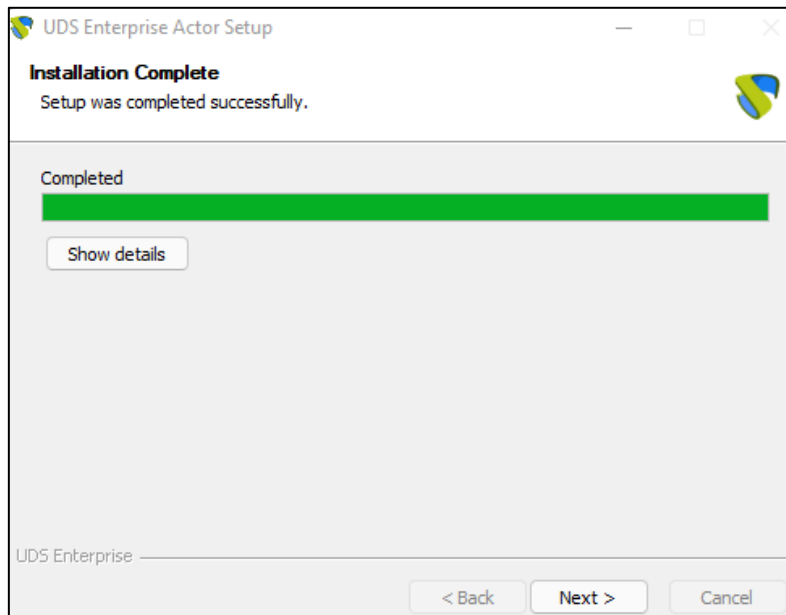 UDS Enterprise Actor Setup
Installation Complete
Setup was completed successfully.
Completed
Show details
UDS Enterprise
< Back
Next >
Cancel